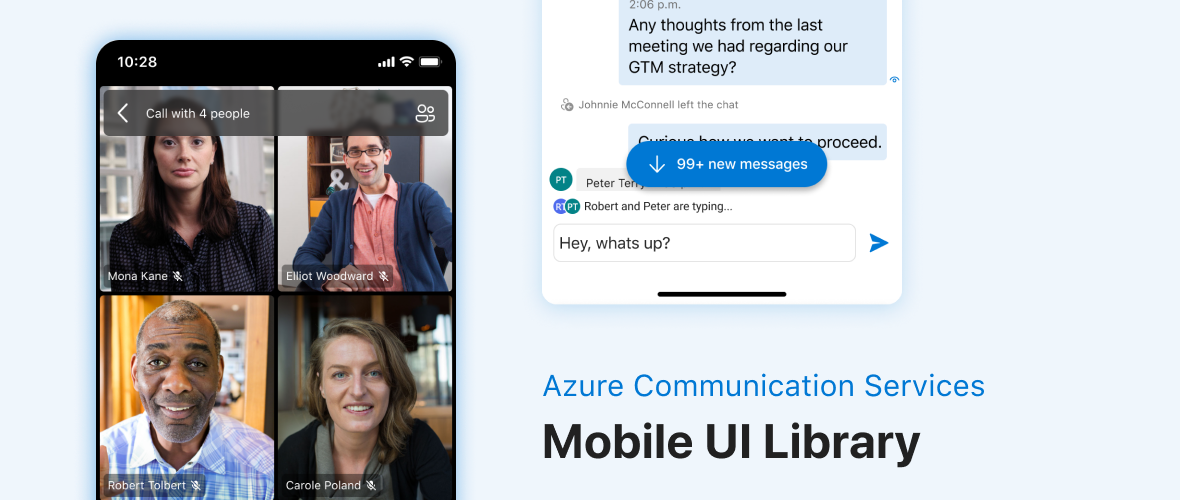 10:28
Call with 4 people
&
Mona Kane
Elliot Woodward
Robert Tolbert
Carole Poland
2:06 p.m.
Any thoughts from the last
meeting we had regarding our
GTM strategy?
Johnnie McConnell left the chat
Curious how we want to proceed.
99+ new messages
PT
Peter Terry
RT PT Robert and Peter are typing...
Hey, whats up?
Azure Communication Services
Mobile UI Library